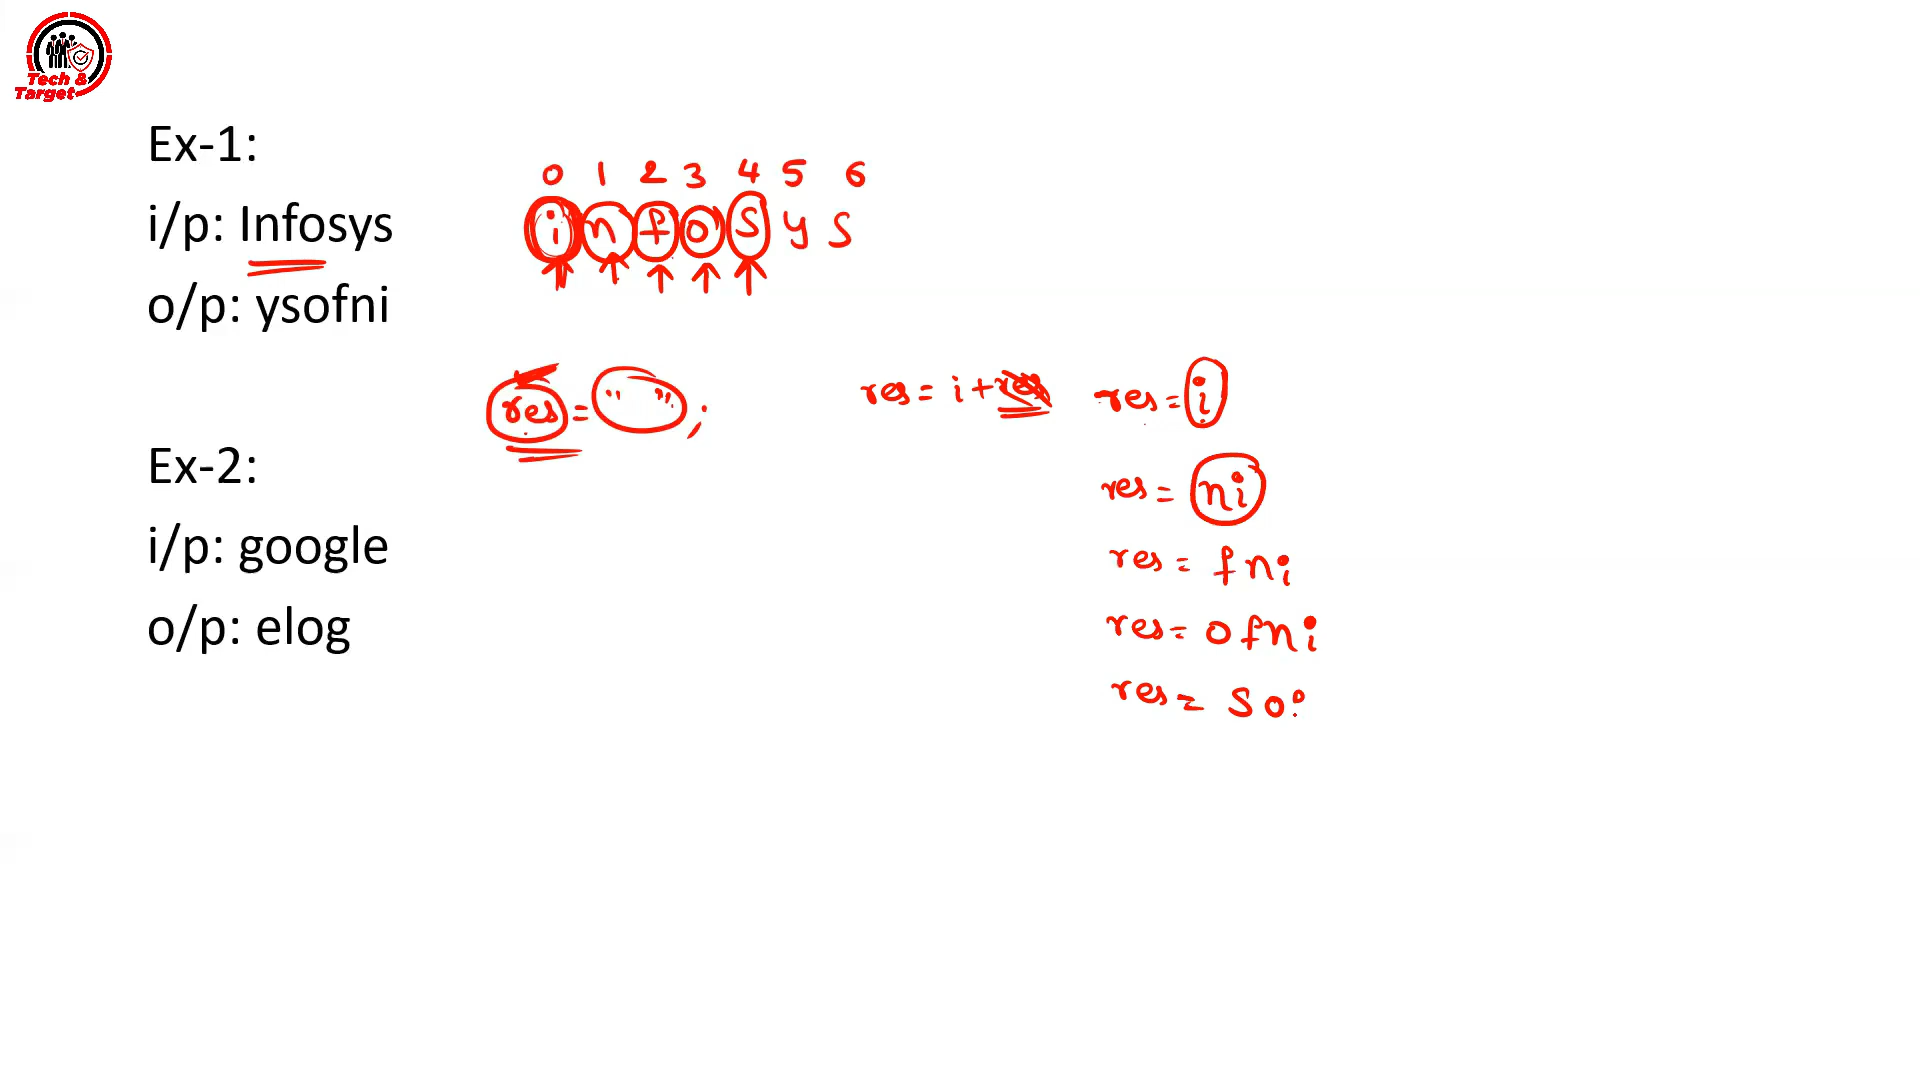 Tech &
Target
Ex-1:
i/p: Infosys
o/p: ysofni
0 1 2 3 4 5 6
i n f o s y s
res = " " ;
res = i + res
res = i
res = ni
res = fni
res = ofni
res = so
Ex-2:
i/p: google
o/p: elog